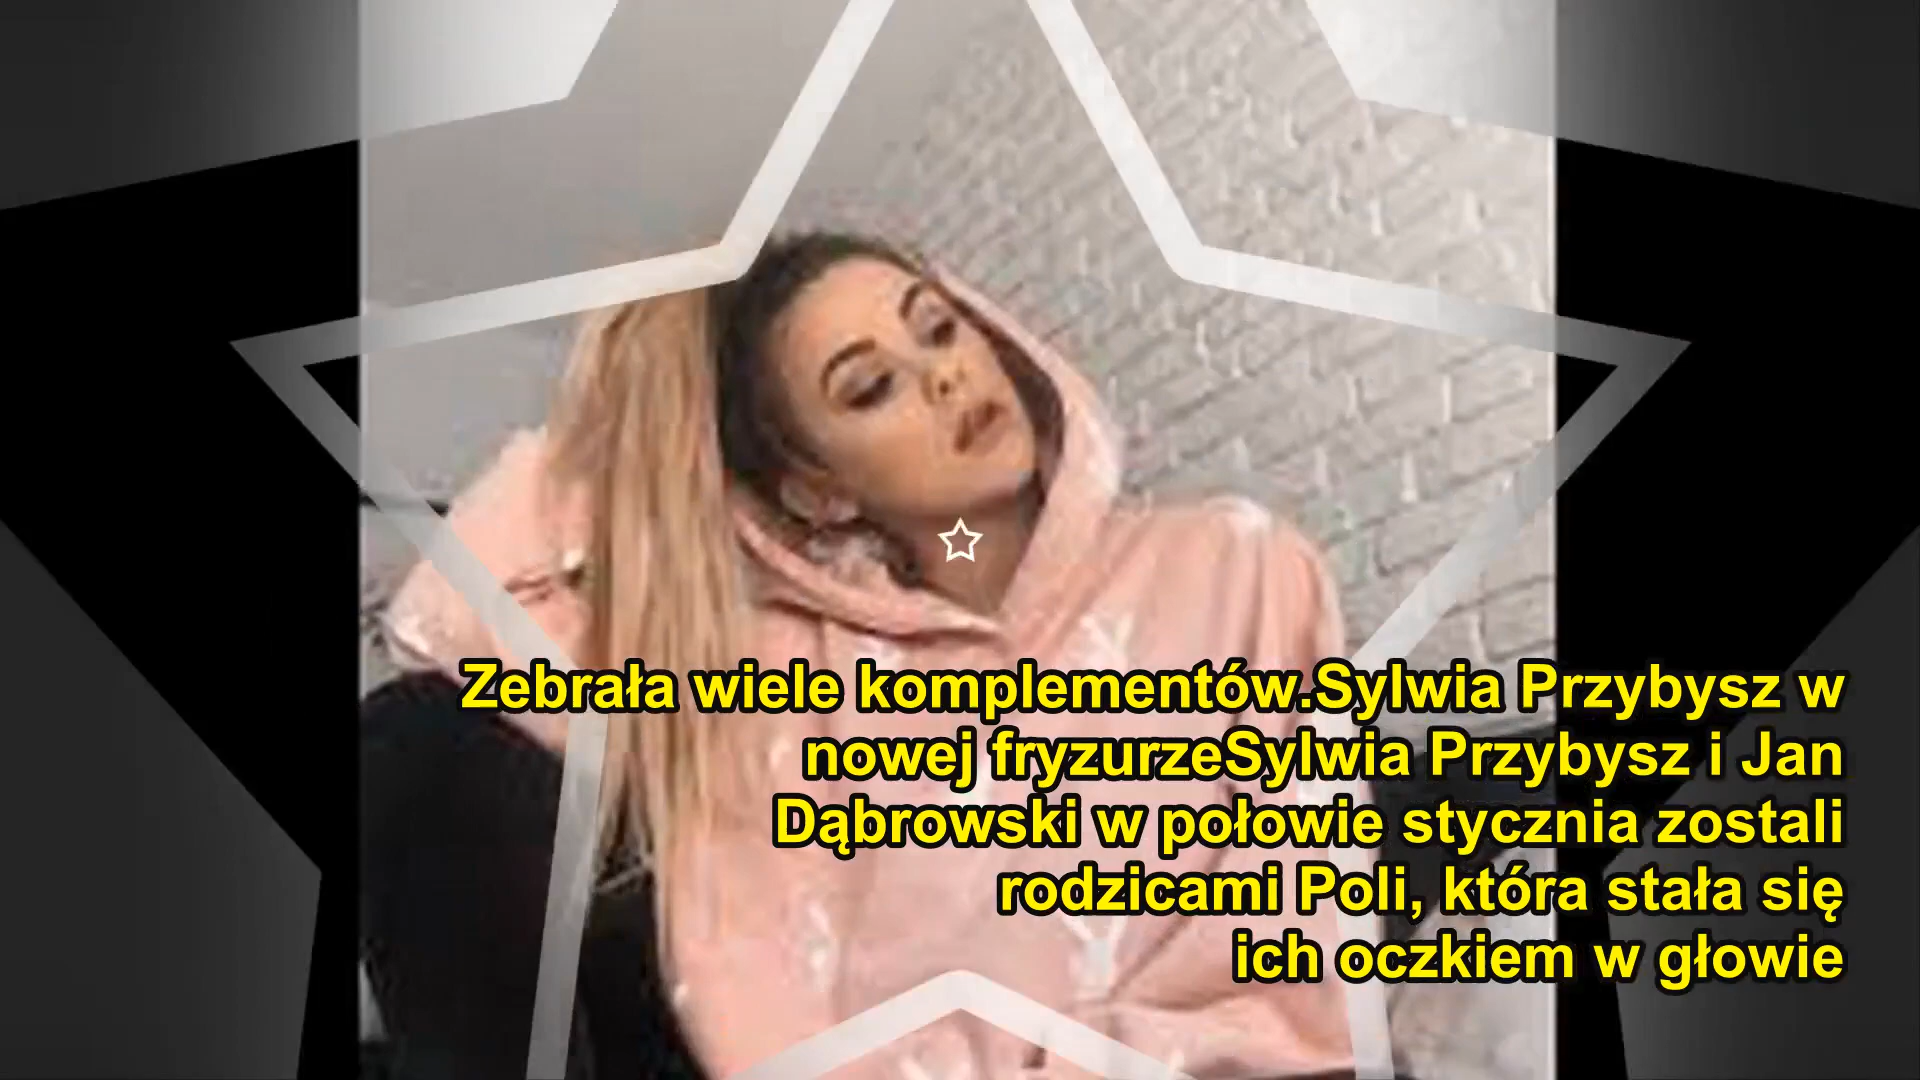 Zebrała wiele komplementów.Sylwia Przybysz w
nowej fryzurzeSylwia Przybysz i Jan
Dąbrowski w połowie stycznia zostali
rodzicami Poli, która stała się
ich oczkiem w głowie